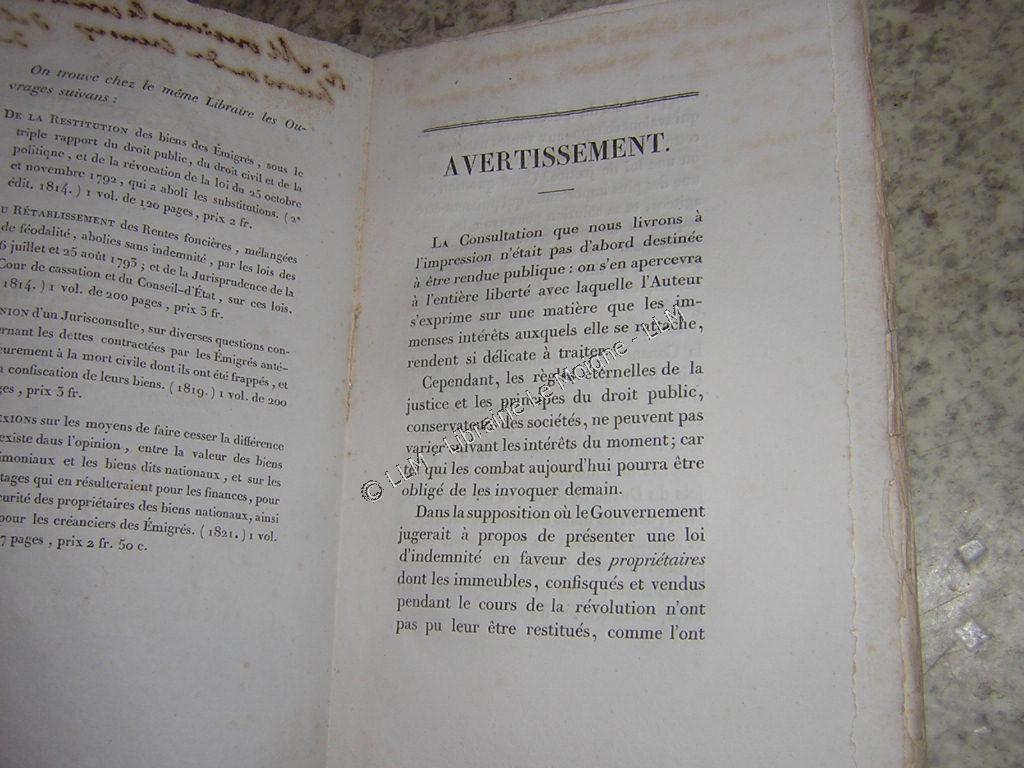 à Monsieur
On trouve chez le même Libraire les Ou-
vrages suivans :
DE LA RESTITUTION des biens des Émigrés, sous le
triple rapport du droit public, du droit civil et de la
politique, et de la révocation de la loi du 25 octobre
et novembre 1792, qui a aboli les substitutions. (2e
édit. 1814.) 1 vol. de 120 pages, prix 2 fr.
U RÉTABLISSEMENT des Rentes foncières, mélangées
de féodalité, abolies sans indemnité, par les lois des
6 juillet et 25 août 1793; et de la Jurisprudence de la
Cour de cassation et du Conseil-d'État, sur ces lois.
1814.) 1 vol. de 200 pages, prix 3 fr.
NION d'un Jurisconsulte, sur diverses questions con-
ernant les dettes contractées par les Émigrés anté-
eurement à la mort civile dont ils ont été frappés, et
a confiscation de leurs biens. (1819.) 1 vol. de 200
ges, prix 3 fr.
EXIONS sur les moyens de faire cesser la différence
existe daus l'opinion, entre la valeur des biens
imoniaux et les biens dits nationaux, et sur les
tages qui en résulteraient pour les finances, pour
curité des propriétaires des biens nationaux, ainsi
pour les créanciers des Émigrés. (1821.) 1 vol.
7 pages, prix 2 fr. 50 c.
AVERTISSEMENT.
LA Consultation que nous livrons à
l'impression n'était pas d'abord destinée
à être rendue publique : on s'en apercevra
à l'entière liberté avec laquelle l'Auteur
s'exprime sur une matière que les im-
menses intérêts auxquels elle se rattache,
rendent si délicate à traiter.
Cependant, les règles éternelles de la
justice et les principes du droit public,
conservateurs des sociétés, ne peuvent pas
varier suivant les intérêts du moment; car
tel qui les combat aujourd'hui pourra être
obligé de les invoquer demain.
Dans la supposition où le Gouvernement
jugerait à propos de présenter une loi
d'indemnité en faveur des propriétaires
dont les immeubles, confisqués et vendus
pendant le cours de la révolution n'ont
pas pu leur être restitués, comme l'ont
© LLM - Librairie Le Morone - LLM